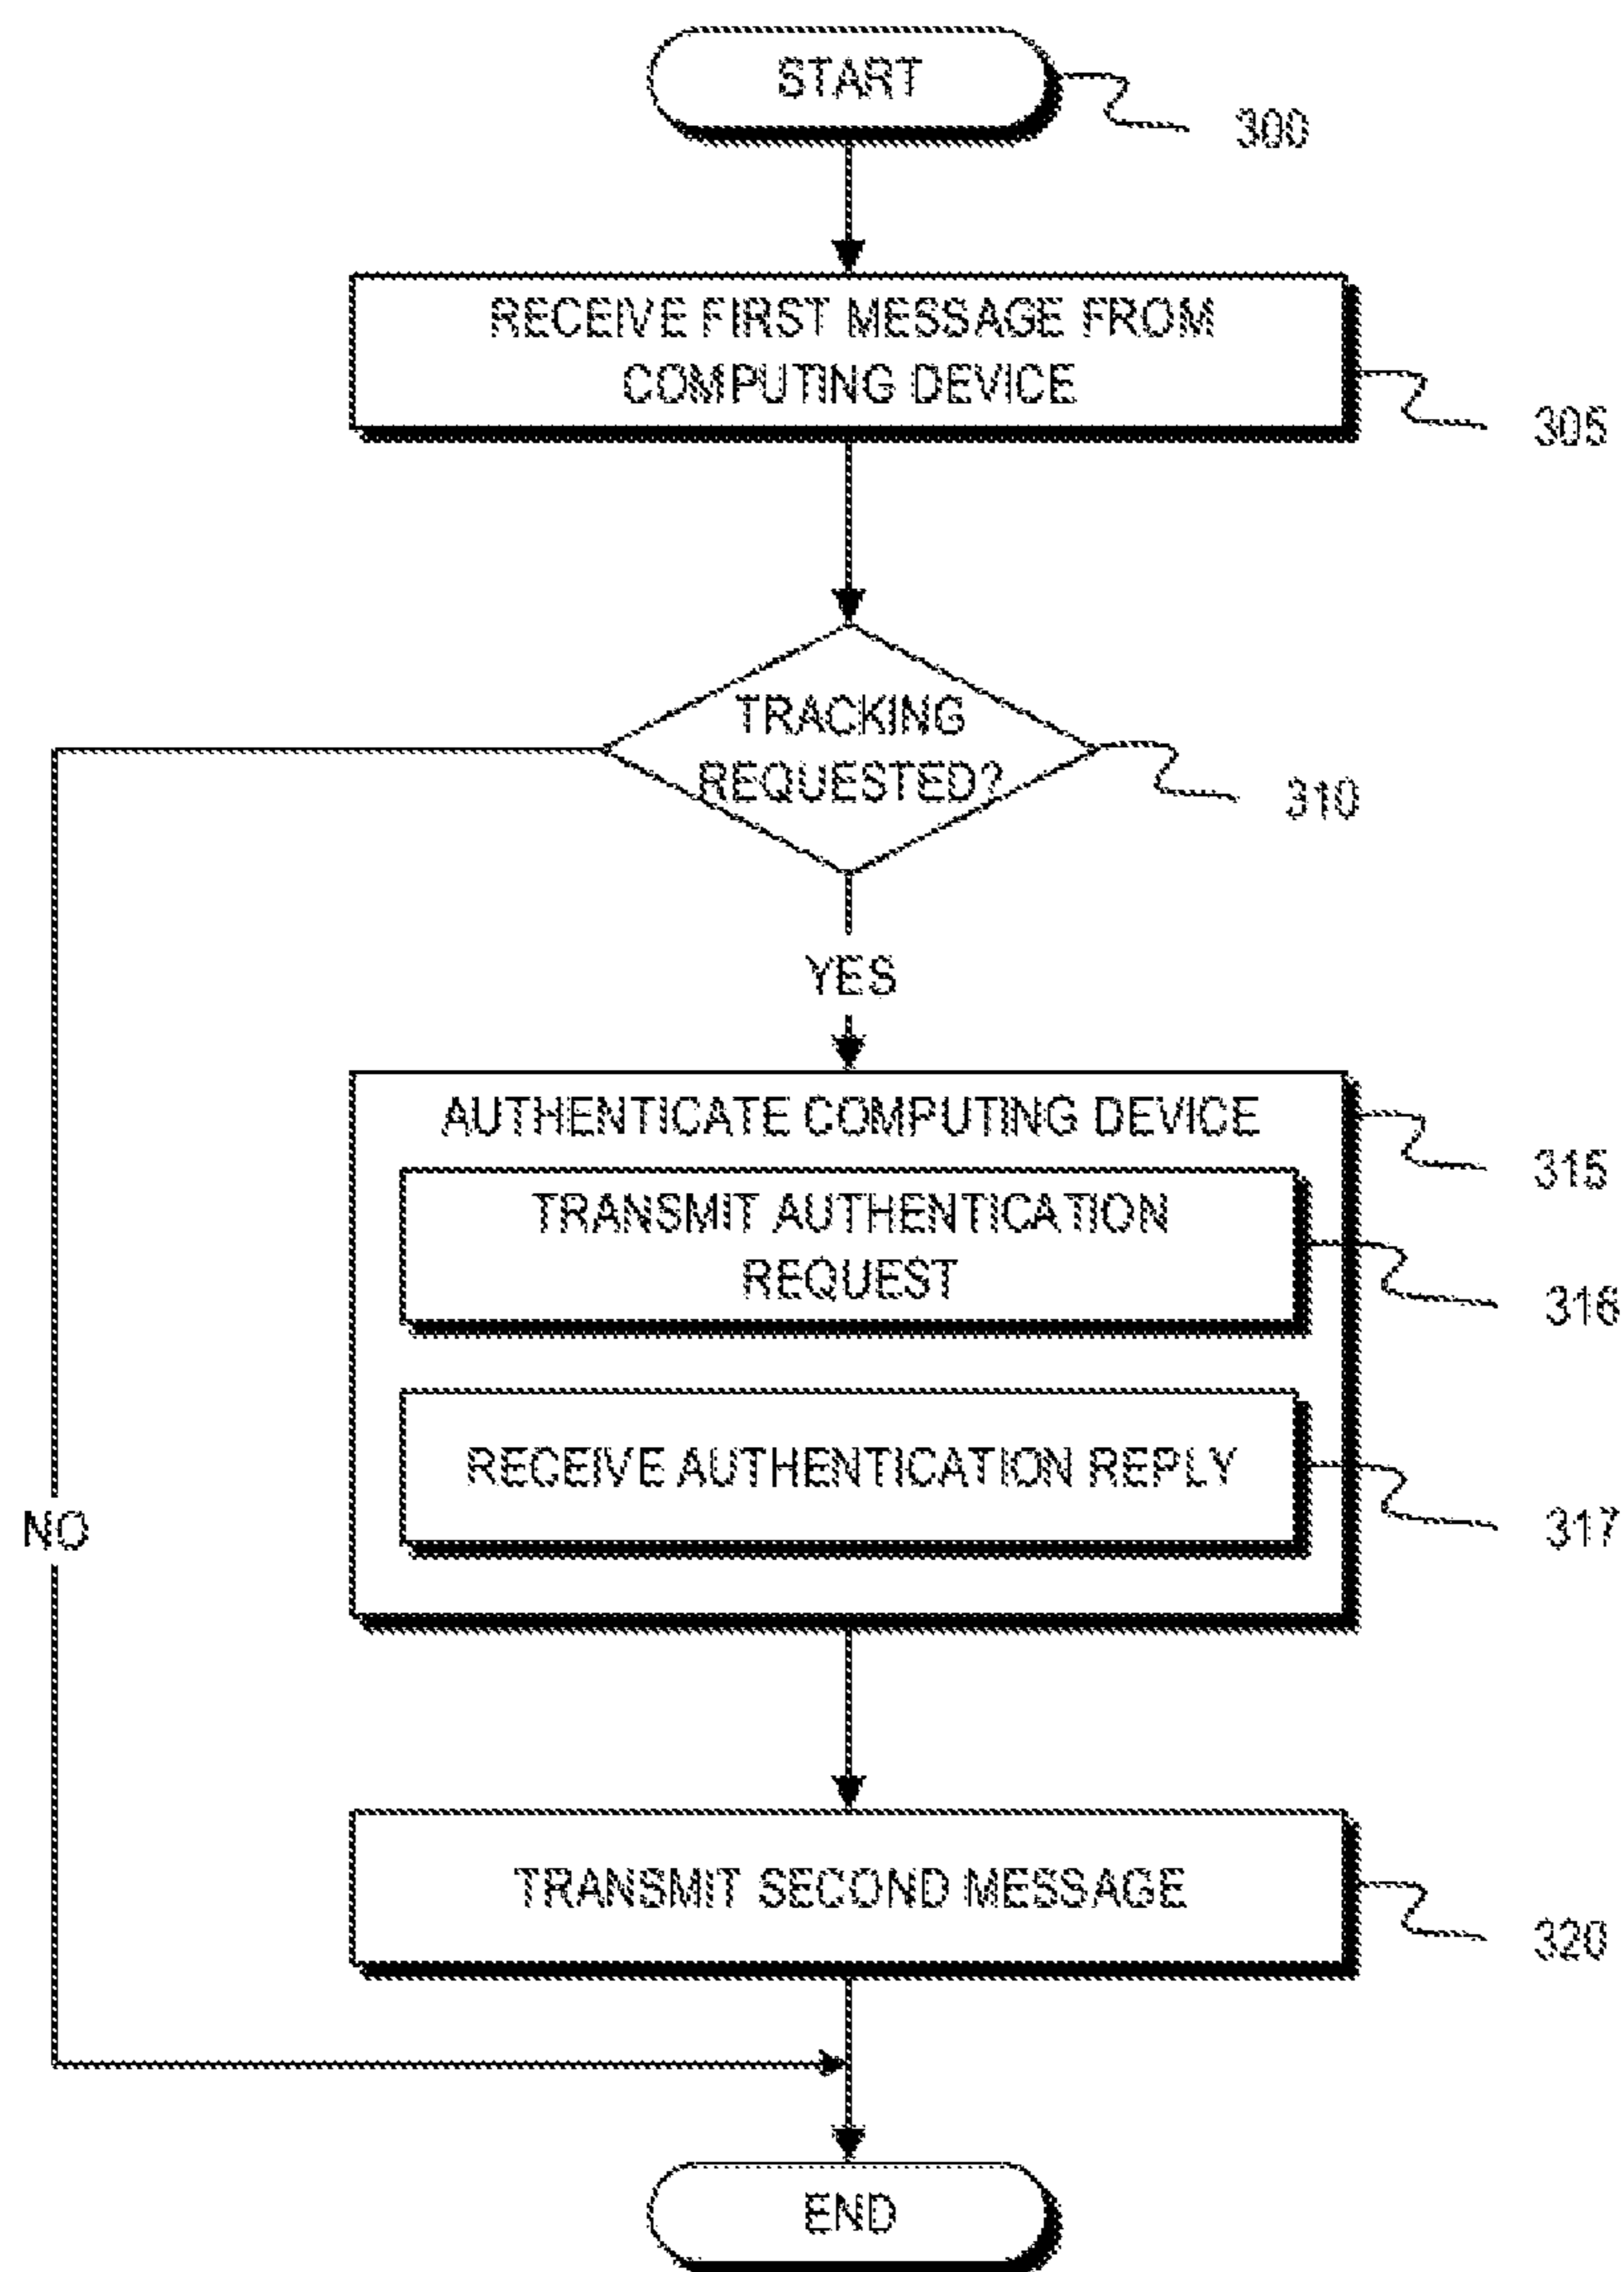 START
300
RECEIVE FIRST MESSAGE FROM
COMPUTING DEVICE
305
TRACKING
REQUESTED?
310
YES
AUTHENTICATE COMPUTING DEVICE
315
TRANSMIT AUTHENTICATION
REQUEST
316
RECEIVE AUTHENTICATION REPLY
317
NO
TRANSMIT SECOND MESSAGE
320
END